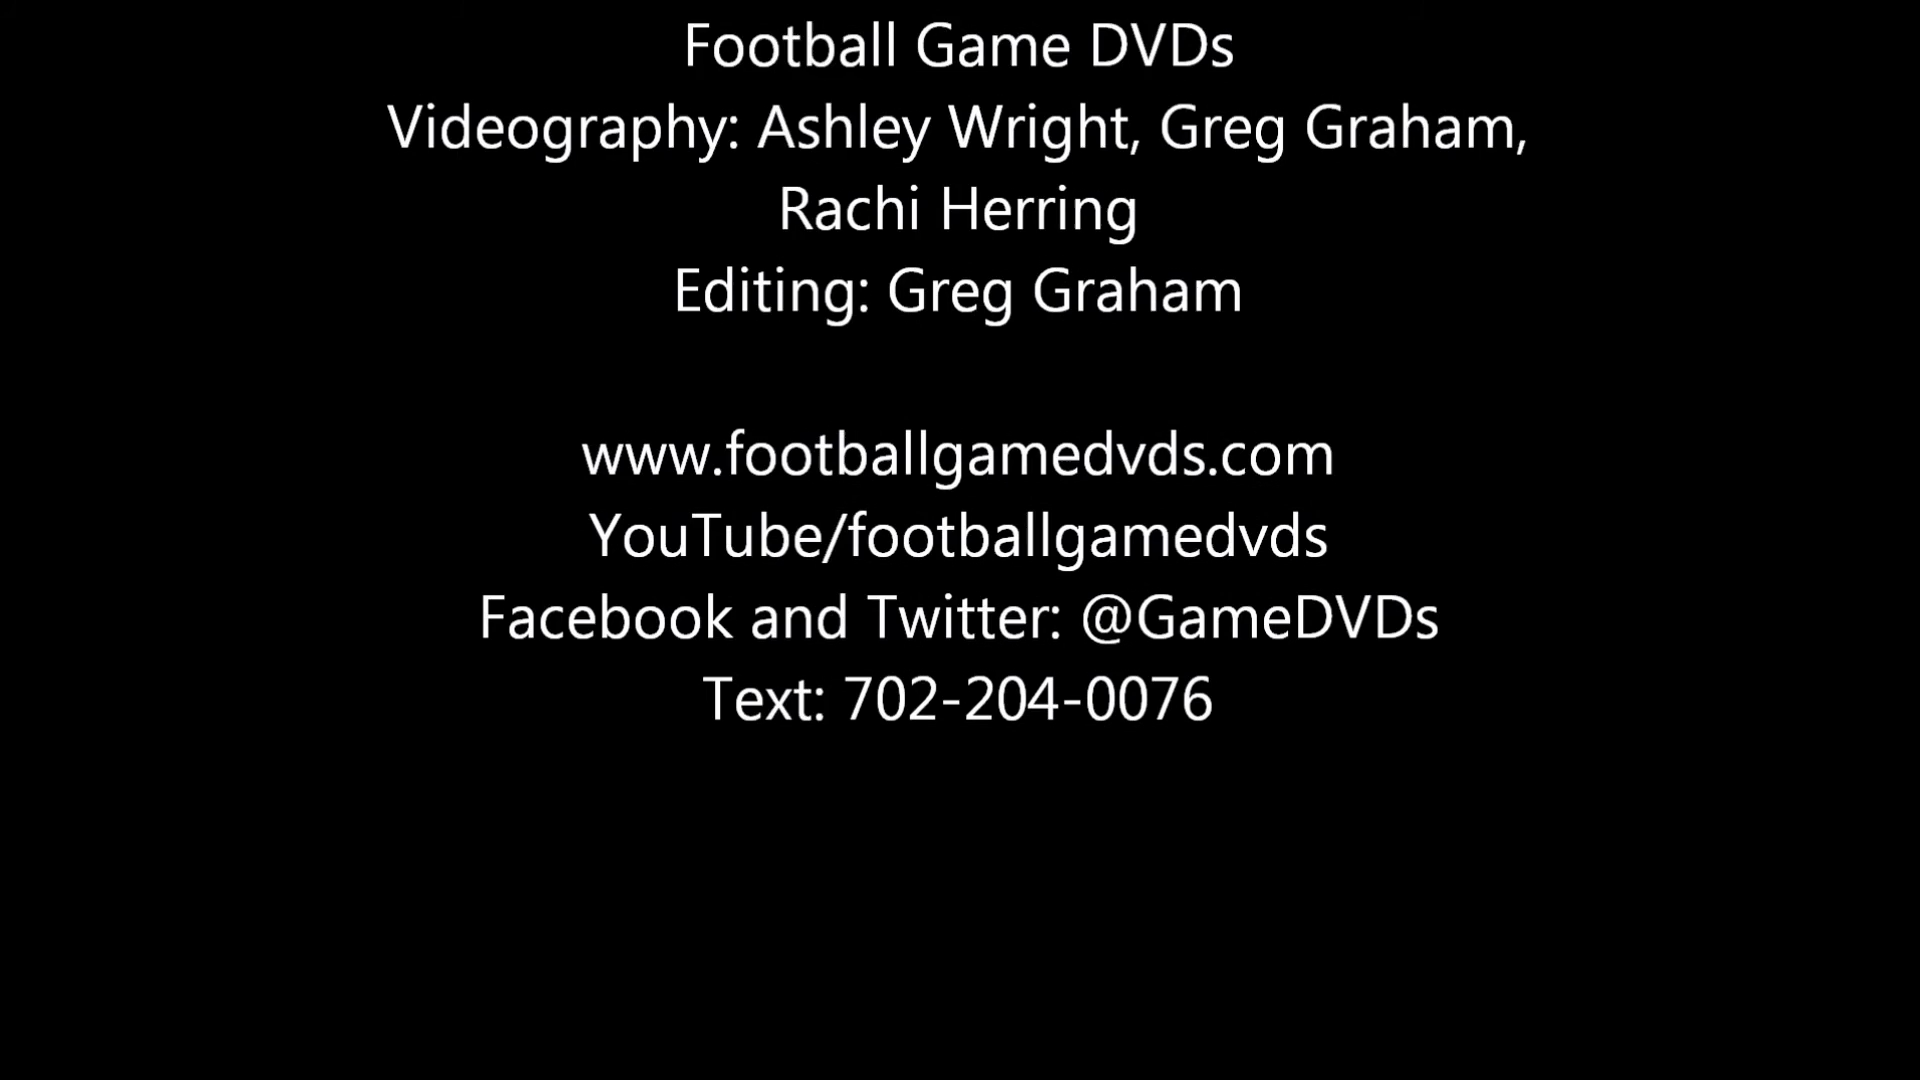 Football Game DVDs
Videography: Ashley Wright, Greg Graham,
Rachi Herring
Editing: Greg Graham
www.footballgamedvds.com
YouTube/footballgamedvds
Facebook and Twitter: @GameDVDs
Text: 702-204-0076